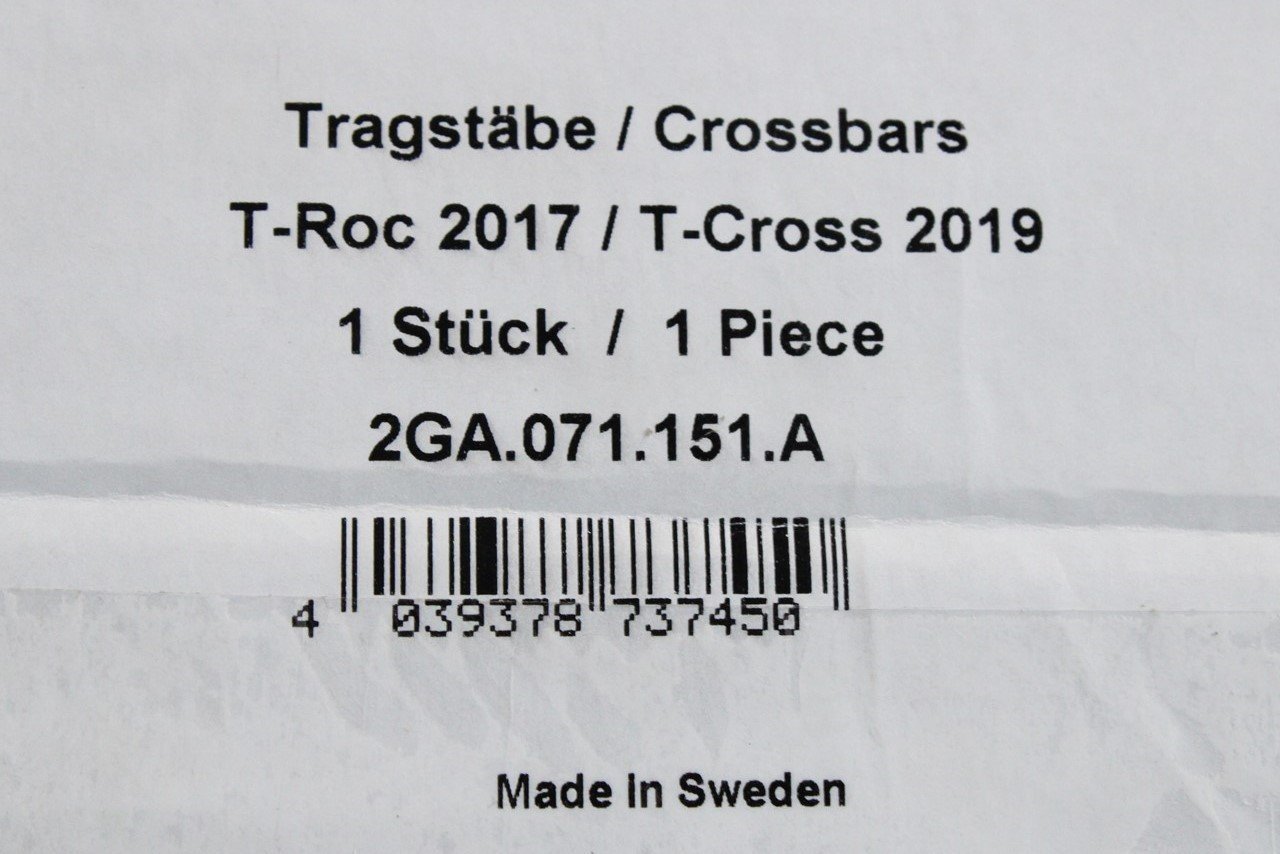 Tragstäbe / Crossbars
T-Roc 2017 / T-Cross 2019
1 Stück / 1 Piece
2GA.071.151.A
4 039378 737450
Made In Sweden